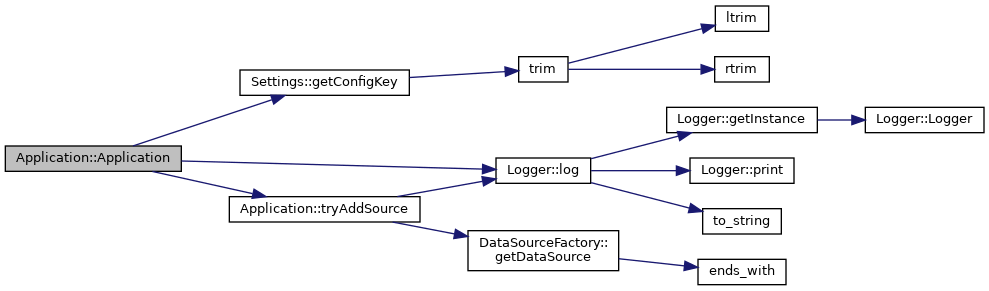 Application::Application
Settings::getConfigKey
Application::tryAddSource
trim
Logger::log
DataSourceFactory::
getDataSource
ltrim
rtrim
Logger::getInstance
Logger::print
to_string
ends_with
Logger::Logger